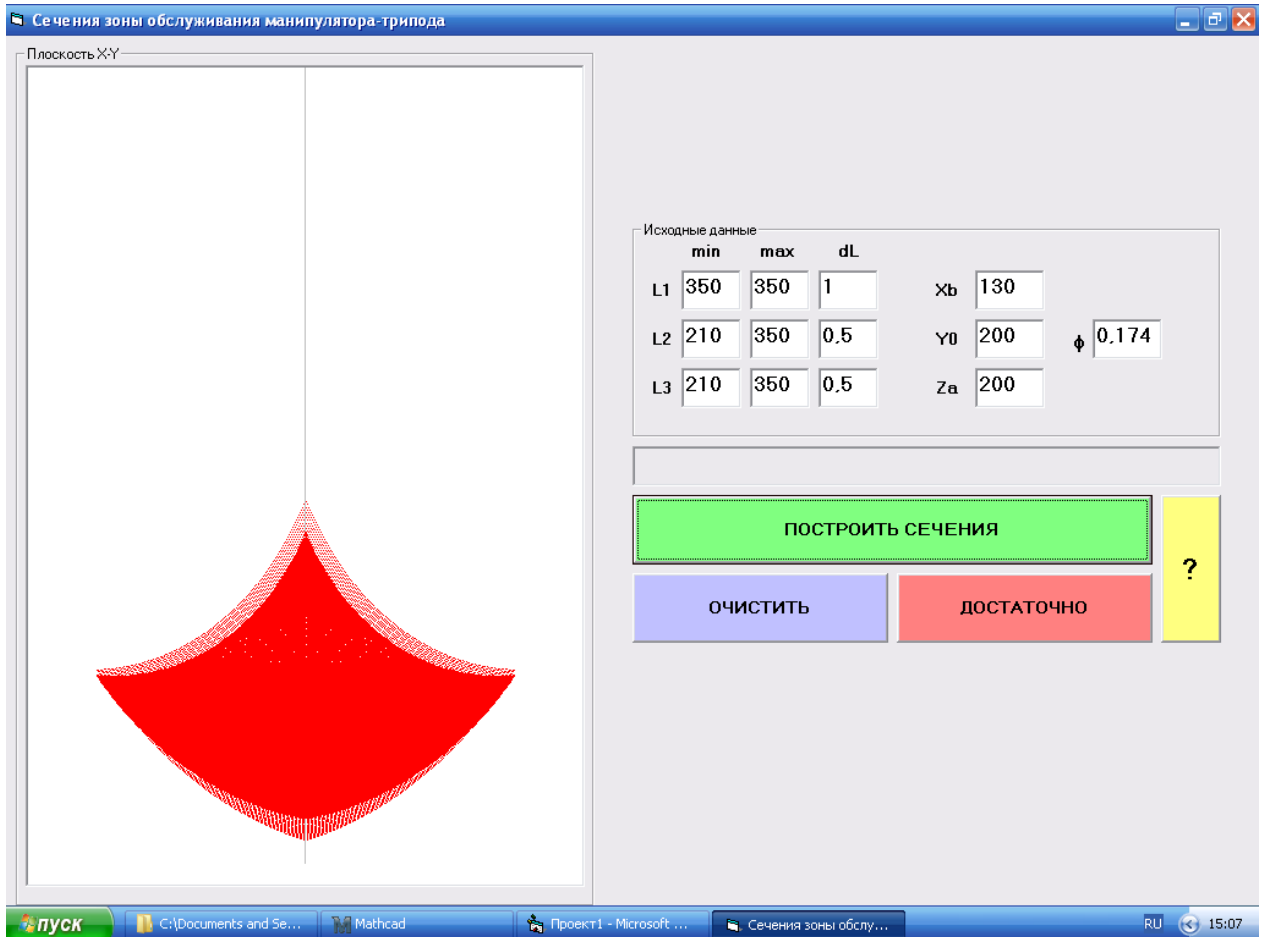 Сечения зоны обслуживания манипулятора-трипода
Плоскость X-Y
Исходные данные
min max dL
L1 350 350 1 Xb 130
L2 210 350 0,5 Y0 200 ϕ 0,174
L3 210 350 0,5 Za 200
ПОСТРОИТЬ СЕЧЕНИЯ
?
ОЧИСТИТЬ ДОСТАТОЧНО
пуск C:\Documents and Se... Mathcad Проект1 - Microsoft ... Сечения зоны обслу... RU 15:07